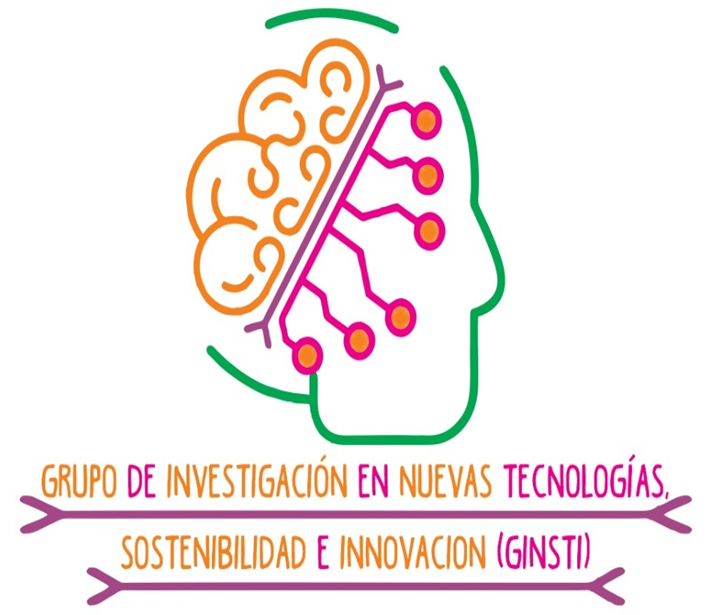 GRUPO DE INVESTIGACIÓN EN NUEVAS TECNOLOGÍAS,
SOSTENIBILIDAD E INNOVACION (GINSTI)